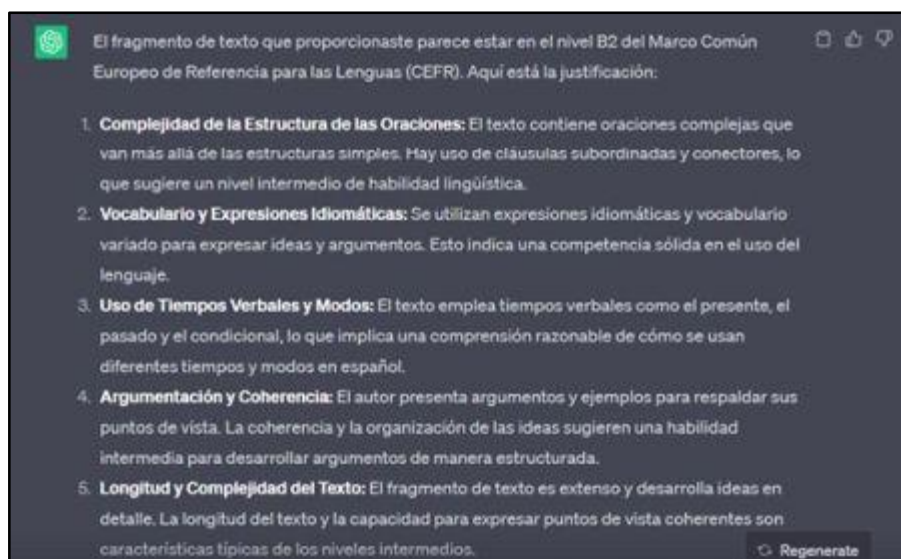 El fragmento de texto que proporcionaste parece estar en el nivel B2 del Marco Común
Europeo de Referencia para las Lenguas (CEFR). Aquí está la justificación:
1. Complejidad de la Estructura de las Oraciones: El texto contiene oraciones complejas que
van más allá de las estructuras simples. Hay uso de cláusulas subordinadas y conectores, lo
que sugiere un nivel intermedio de habilidad lingüística.
2. Vocabulario y Expresiones Idiomáticas: Se utilizan expresiones idiomáticas y vocabulario
variado para expresar ideas y argumentos. Esto indica una competencia sólida en el uso del
lenguaje.
3. Uso de Tiempos Verbales y Modos: El texto emplea tiempos verbales como el presente, el
pasado y el condicional, lo que implica una comprensión razonable de cómo se usan
diferentes tiempos y modos en español.
4. Argumentación y Coherencia: El autor presenta argumentos y ejemplos para respaldar sus
puntos de vista. La coherencia y la organización de las ideas sugieren una habilidad
intermedia para desarrollar argumentos de manera estructurada.
5. Longitud y Complejidad del Texto: El fragmento de texto es extenso y desarrolla ideas en
detalle. La longitud del texto y la capacidad para expresar puntos de vista coherentes son
características típicas de los niveles intermedios.
Regenerate